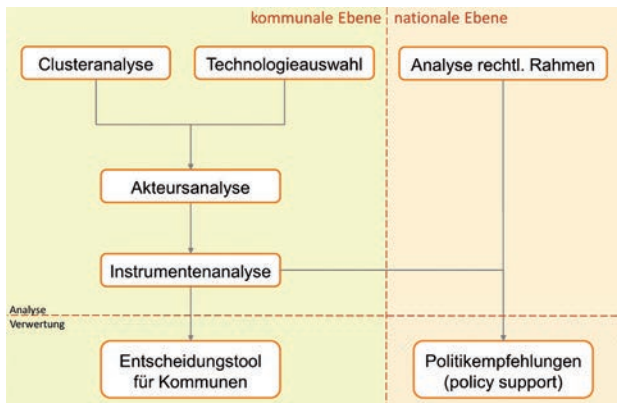 kommunale Ebene
nationale Ebene
Clusteranalyse
Technologieauswahl
Analyse rechtl. Rahmen
Akteursanalyse
Instrumentenanalyse
Analyse
Verwertung
Entscheidungstool
für Kommunen
Politikempfehlungen
(policy support)